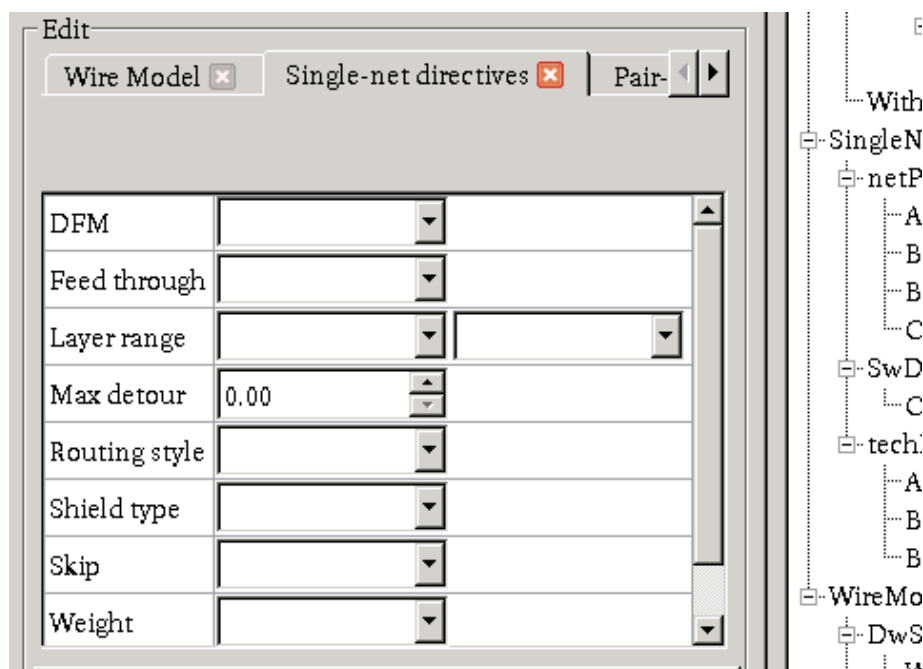 Edit
Wire Model
Single-net directives
Pair-
DFM
Feed through
Layer range
Max detour
0.00
Routing style
Shield type
Skip
Weight
With
SingleN
netP
A
B
B
C
SwD
C
tech
A
B
B
WireMo
DwS